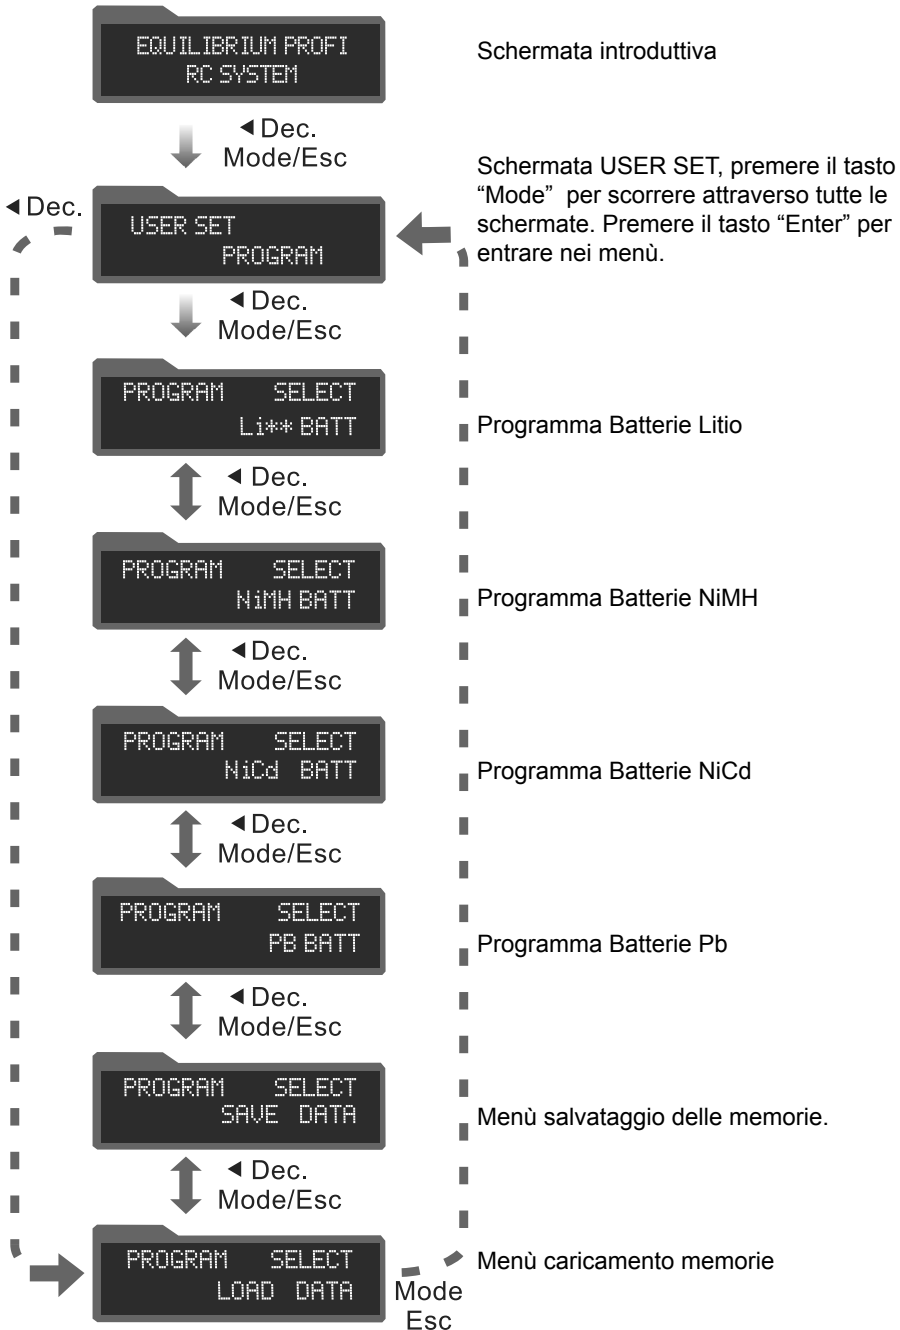 EQUILIBRIUM PROFI
RC SYSTEM
Schermata introduttiva
◄Dec.
Mode/Esc
Schermata USER SET, premere il tasto
“Mode” per scorrere attraverso tutte le
schermate. Premere il tasto “Enter” per
entrare nei menù.
◄Dec.
USER SET
PROGRAM
◄Dec.
Mode/Esc
PROGRAM SELECT
Li** BATT
Programma Batterie Litio
◄Dec.
Mode/Esc
PROGRAM SELECT
NiMH BATT
Programma Batterie NiMH
◄Dec.
Mode/Esc
PROGRAM SELECT
NiCd BATT
Programma Batterie NiCd
◄Dec.
Mode/Esc
PROGRAM SELECT
PB BATT
Programma Batterie Pb
◄Dec.
Mode/Esc
PROGRAM SELECT
SAVE DATA
Menù salvataggio delle memorie.
◄Dec.
Mode/Esc
PROGRAM SELECT
LOAD DATA
Menù caricamento memorie
Mode
Esc